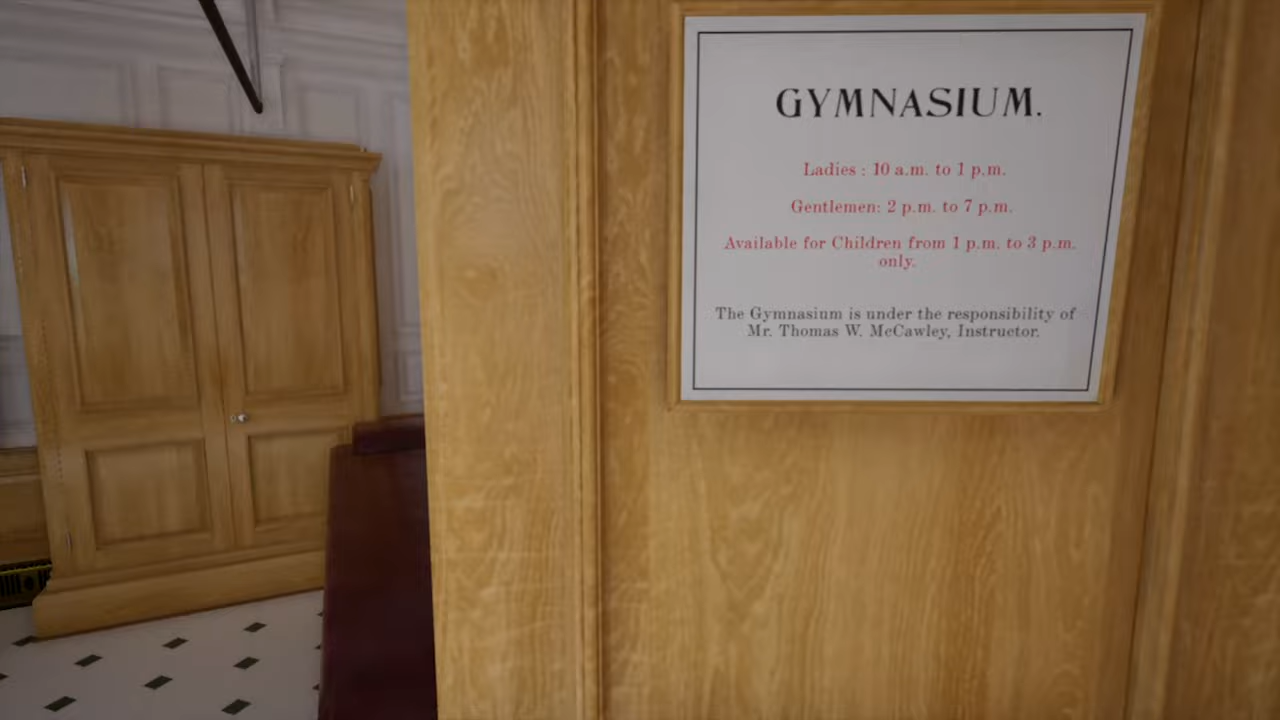 GYMNASIUM.
Ladies : 10 a.m. to 1 p.m.
Gentlemen: 2 p.m. to 7 p.m.
Available for Children from 1 p.m. to 3 p.m.
only.
The Gymnasium is under the responsibility of
Mr. Thomas W. McCawley, Instructor.